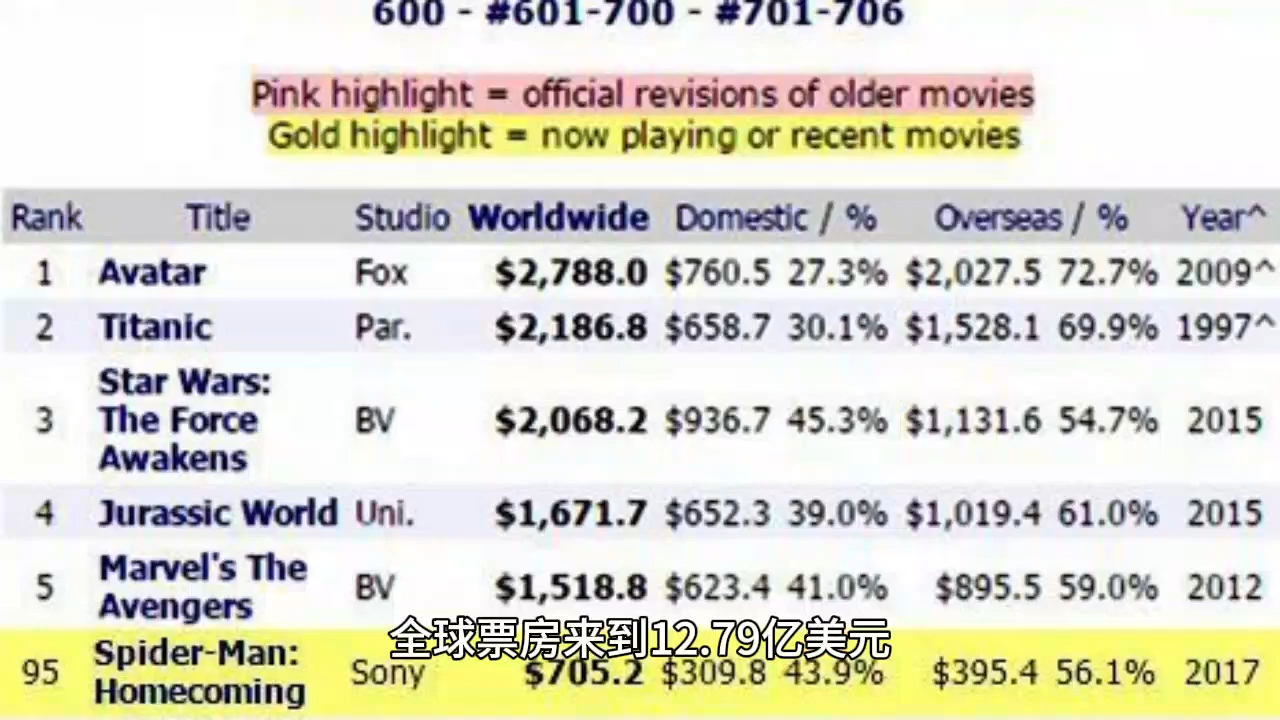 600 - #601-700 - #701-706
Pink highlight = official revisions of older movies
Gold highlight = now playing or recent movies
Rank Title Studio Worldwide Domestic / % Overseas / % Year^
1 Avatar Fox $2,788.0 $760.5 27.3% $2,027.5 72.7% 2009^
2 Titanic Par. $2,186.8 $658.7 30.1% $1,528.1 69.9% 1997^
Star Wars:
3 The Force BV $2,068.2 $936.7 45.3% $1,131.6 54.7% 2015
Awakens
4 Jurassic World Uni. $1,671.7 $652.3 39.0% $1,019.4 61.0% 2015
Marvel's The
5 Avengers BV $1,518.8 $623.4 41.0% $895.5 59.0% 2012
全球票房来到12.79亿美元
Spider-Man:
95 Homecoming Sony $705.2 $309.8 43.9% $395.4 56.1% 2017